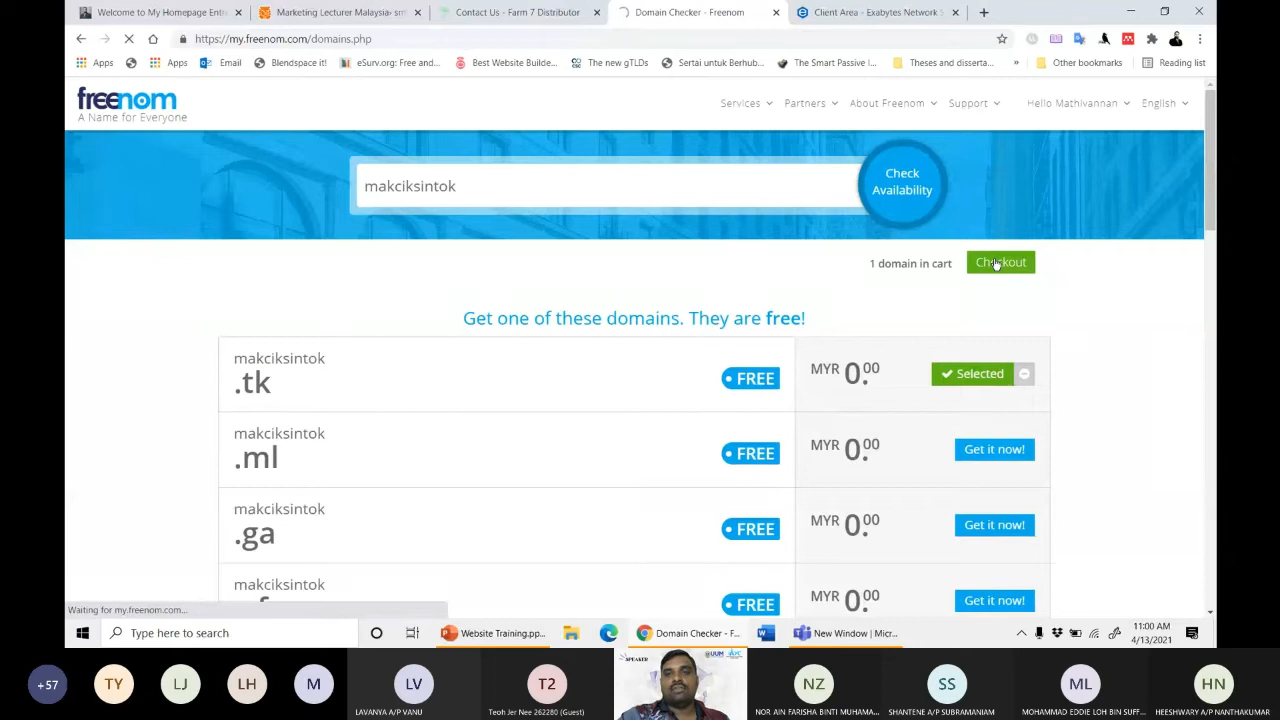 Welcome to My Homepage Entr
Marketing Lecturer Malaysia- sm
Contact Us - Farm 7 Distributor
Domain Checker - Freenom
Client Area - Exabytes Network S
https://my.freenom.com/domains.php
Apps
Apps
Email
Blendspace it!
eSurv.org: Free and...
Best Website Builde...
The new gTLDs
Sertai untuk Berhub...
The Smart Passive I...
Theses and disserta...
»
Other bookmarks
Reading list
freenom
A Name for Everyone
Services
Partners
About Freenom
Support
Hello Mathivannan
English
makciksintok
Check
Availability
1 domain in cart
Checkout
Get one of these domains. They are free!
makciksintok
.tk
FREE
MYR 0.00
Selected
makciksintok
.ml
FREE
MYR 0.00
Get it now!
makciksintok
.ga
FREE
MYR 0.00
Get it now!
makciksintok
FREE
MYR 0.00
Get it now!
Waiting for my.freenom.com...
Type here to search
Website Training.pp...
Domain Checker - F...
New Window | Micr...
11:00 AM
4/13/2021
+57
TY
LJ
LH
M
LV
LAVANYA A/P VANU
T2
Teoh Jer Nee 262280 (Guest)
SPEAKER
UUM
NZ
NOR AIN FARISHA BINTI MUHAMA...
SS
SHANTENE A/P SUBRAMANIAM
ML
MOHAMMAD EDDIE LOH BIN SUFF...
HN
HEESHWARY A/P NANTHAKUMAR